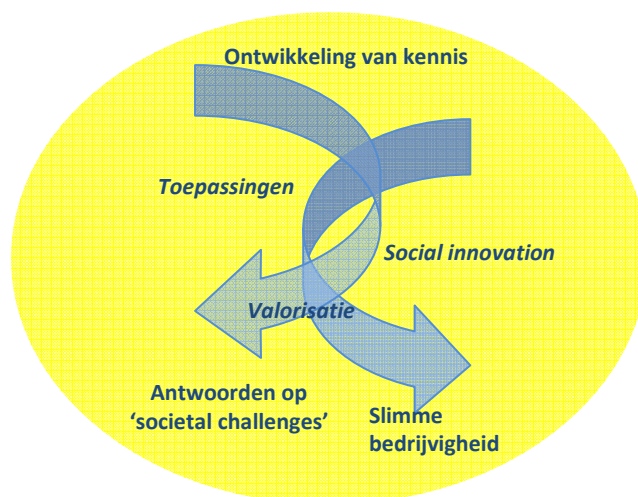 Ontwikkeling van kennis
Toepassingen
Social innovation
Valorisatie
Antwoorden op
‘societal challenges’
Slimme
bedrijvigheid